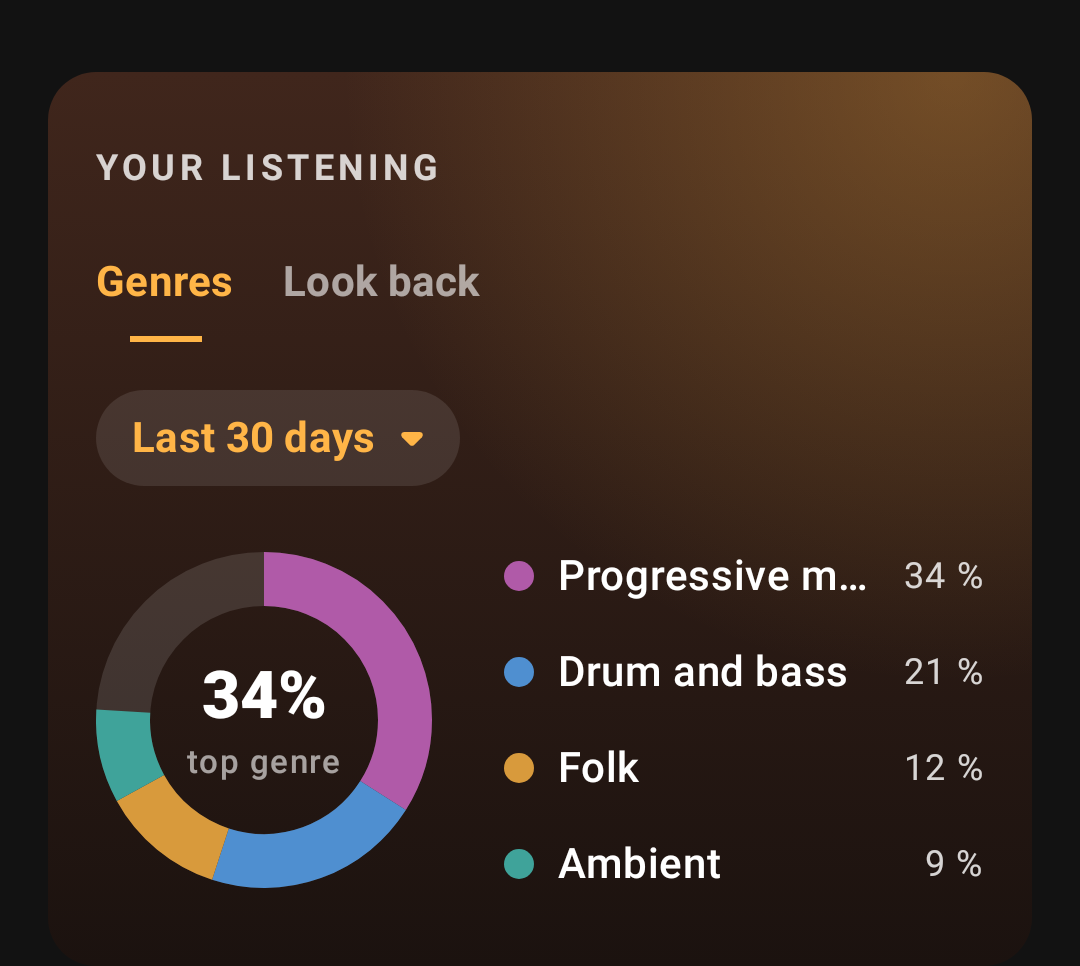 YOUR LISTENING
Genres Look back
Last 30 days
Progressive m... 34 %
Drum and bass 21 %
34%
top genre
Folk 12 %
Ambient 9 %